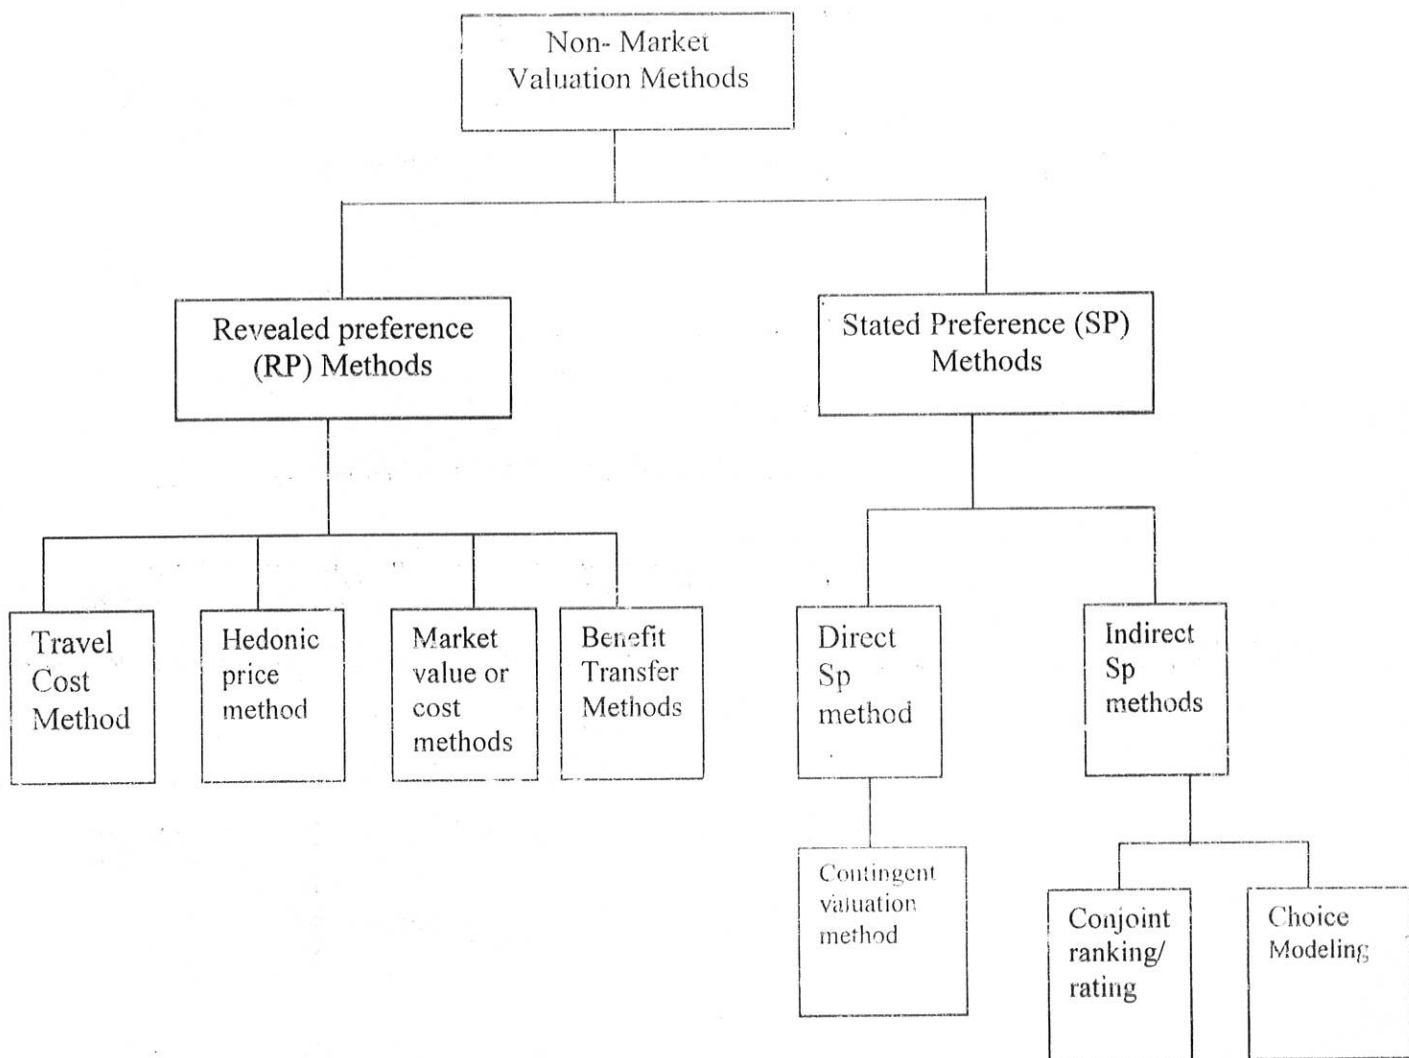 Non- Market
Valuation Methods
Revealed preference
(RP) Methods
Stated Preference (SP)
Methods
Travel
Cost
Method
Hedonic
price
method
Market
value or
cost
methods
Benefit
Transfer
Methods
Direct
Sp
method
Indirect
Sp
methods
Contingent
valuation
method
Conjoint
ranking/
rating
Choice
Modeling